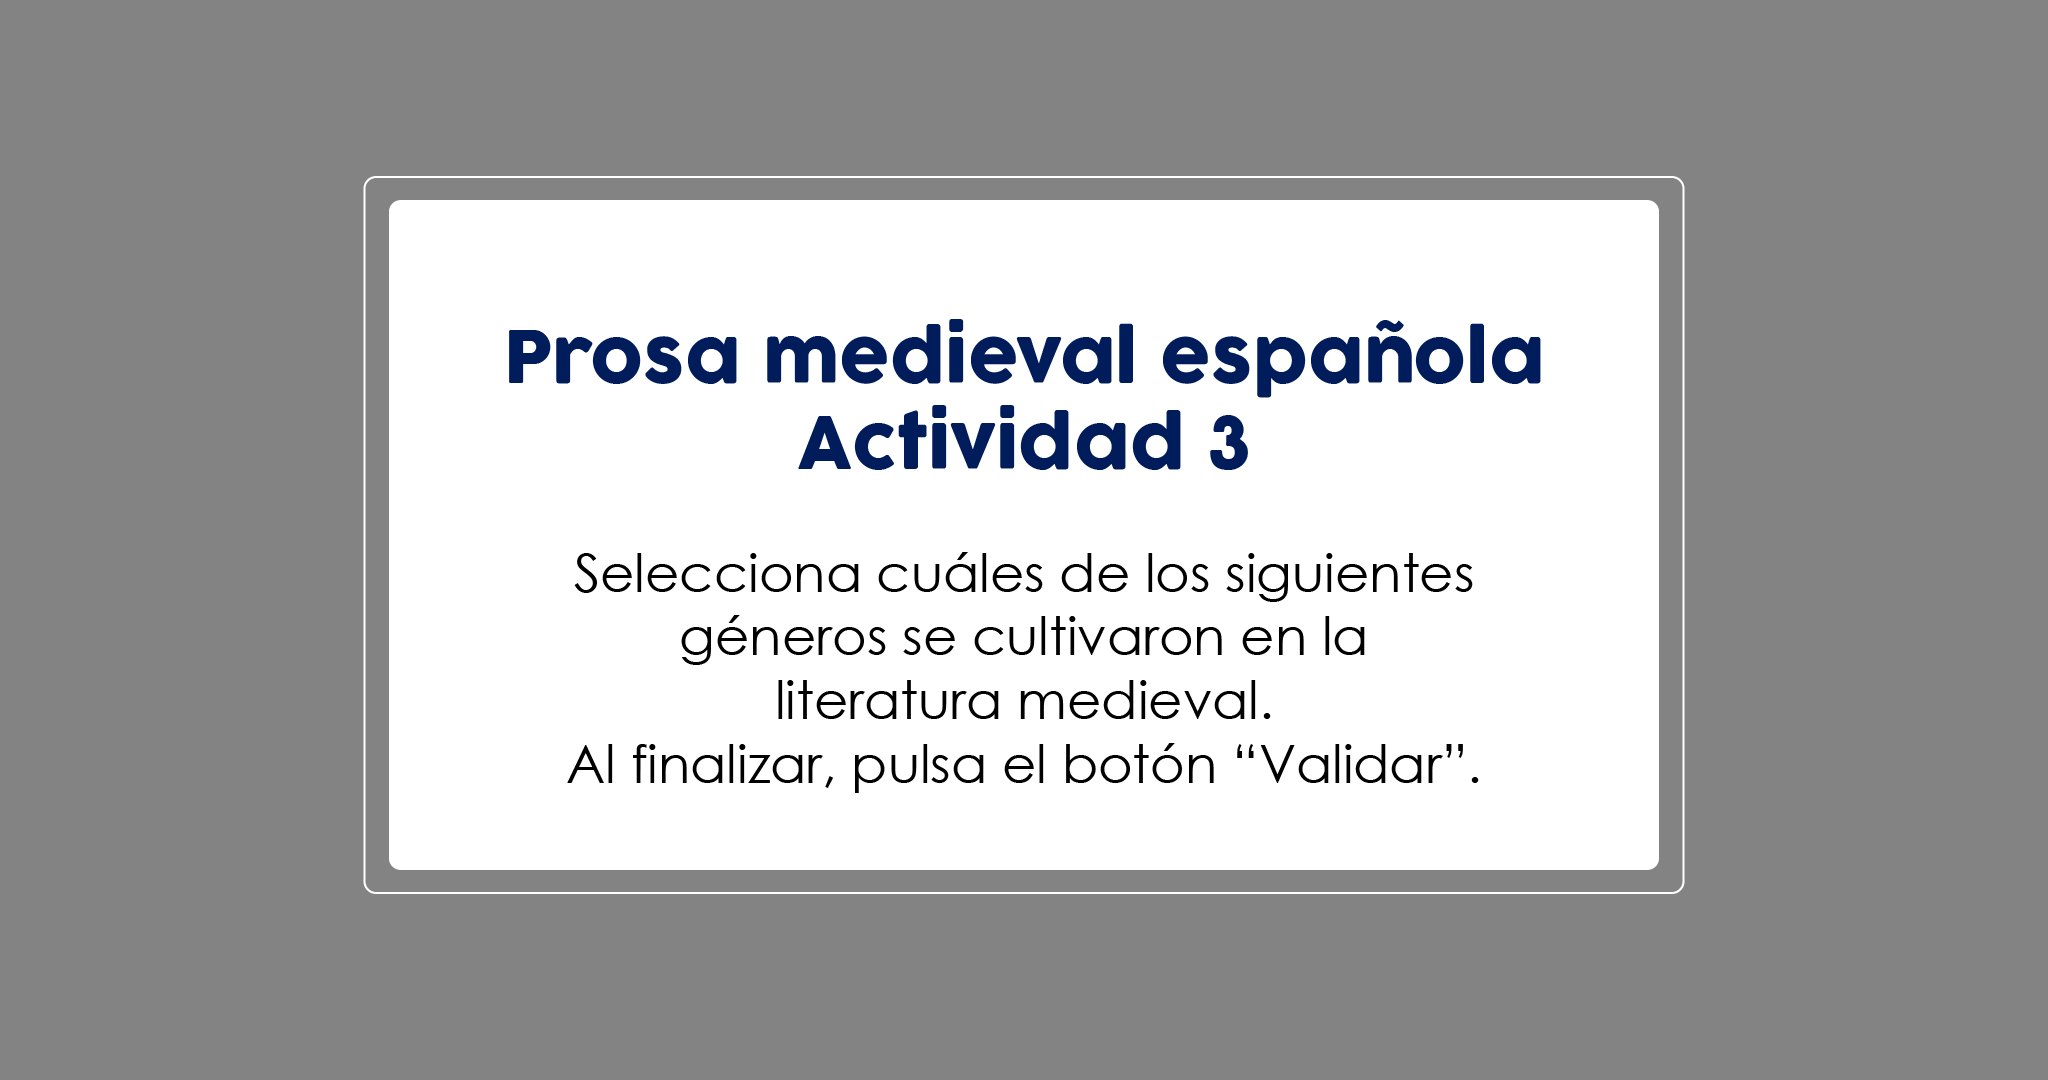 Prosa medieval española
Actividad 3
Selecciona cuáles de los siguientes
géneros se cultivaron en la
literatura medieval.
Al finalizar, pulsa el botón “Validar”.